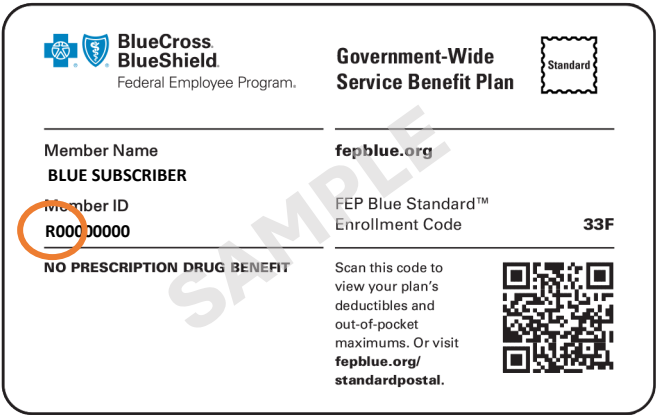 BlueCross®
BlueShield®
Federal Employee Program®
Government-Wide
Service Benefit Plan
Standard
Member Name
BLUE SUBSCRIBER
Member ID
R00000000
NO PRESCRIPTION DRUG BENEFIT
fepblue.org
FEP Blue Standard™
Enrollment Code 33F
Scan this code to
view your plan’s
deductibles and
out-of-pocket
maximums. Or visit
fepblue.org/
standardpostal.
SAMPLE